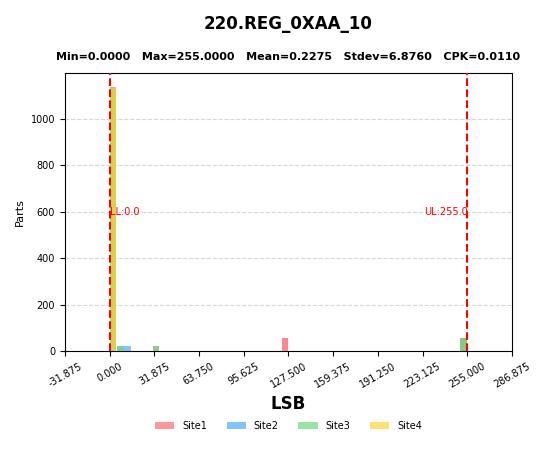 220.REG_0XAA_10
Min=0.0000 Max=255.0000 Mean=0.2275 Stdev=6.8760 CPK=0.0110
Parts
1000
800
600
400
200
0
LL:0.0
UL:255.0
-31.875 0.000 31.875 63.750 95.625 127.500 159.375 191.250 223.125 255.000 286.875
LSB
Site1 Site2 Site3 Site4